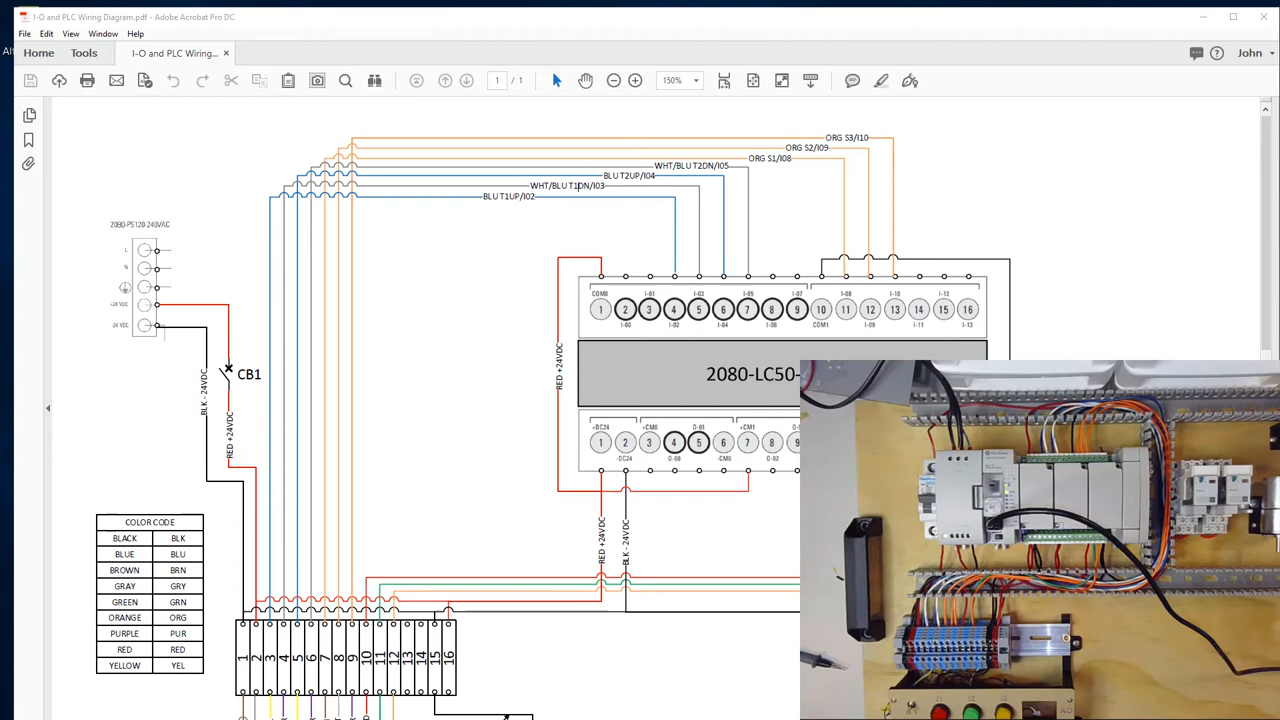 I-O and PLC Wiring Diagram.pdf - Adobe Acrobat Pro DC
File Edit View Window Help
Home Tools I-O and PLC Wiring... × John
1 / 1 150%
ORG S3/I10
ORG S2/I09
ORG S1/I08
WHT/BLU T2DN/I05
BLU T2UP/I04
WHT/BLU T1DN/I03
BLU T1UP/I02
2080-PS120-240VAC
L
N
+24 VDC
-24 VDC
CB1
BLK - 24VDC
RED +24VDC
RED +24VDC
COM0 I-01 I-03 I-05 I-07 I-08 I-10 I-12
1 2 3 4 5 6 7 8 9 10 11 12 13 14 15 16
I-00 I-02 I-04 I-06 COM1 I-09 I-11 I-13
2080-LC50-
+DC24 +CM0 O-01 +CM1
1 2 3 4 5 6 7 8 9
-DC24 O-00 -CM0 O-02
RED +24VDC
BLK - 24VDC
COLOR CODE
BLACK BLK
BLUE BLU
BROWN BRN
GRAY GRY
GREEN GRN
ORANGE ORG
PURPLE PUR
RED RED
YELLOW YEL
1 2 3 4 5 6 7 8 9 10 11 12 13 14 15 16